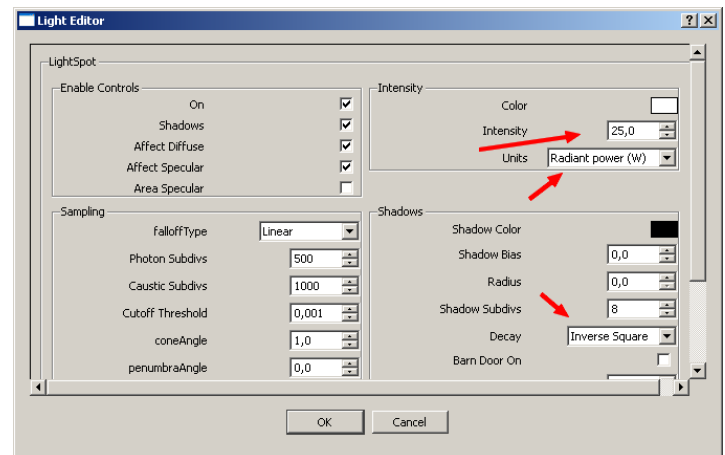 Light Editor
LightSpot
Enable Controls
On
Shadows
Affect Diffuse
Affect Specular
Area Specular
Intensity
Color
Intensity 25,0
Units Radiant power (W)
Sampling
falloffType Linear
Photon Subdivs 500
Caustic Subdivs 1000
Cutoff Threshold 0,001
coneAngle 1,0
penumbraAngle 0,0
Shadows
Shadow Color
Shadow Bias 0,0
Radius 0,0
Shadow Subdivs 8
Decay Inverse Square
Barn Door On
OK
Cancel